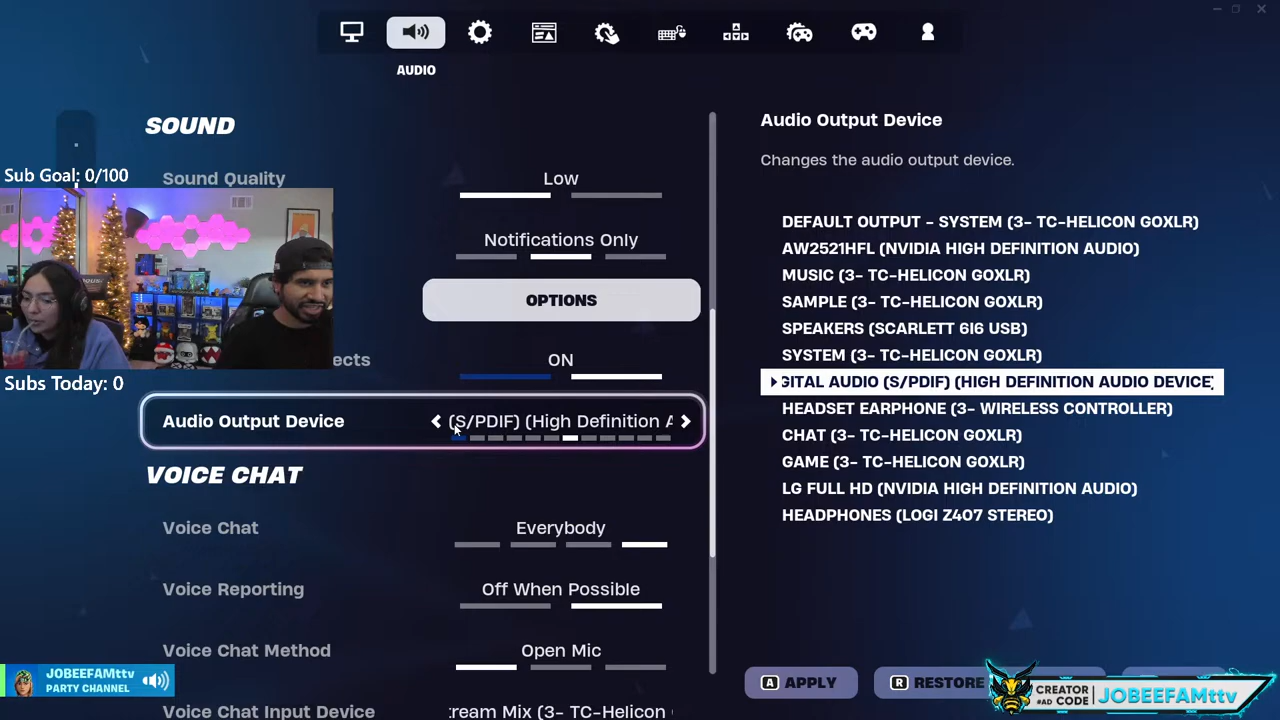 AUDIO
SOUND
Sub Goal: 0/100
Sound Quality
Low
Notifications Only
OPTIONS
ects
ON
Subs Today: 0
Audio Output Device
(S/PDIF) (High Definition A
VOICE CHAT
Voice Chat
Everybody
Voice Reporting
Off When Possible
Voice Chat Method
Open Mic
Voice Chat Input Device
ream Mix (3- TC-Helicon
JOBEEFAMttv
PARTY CHANNEL
Audio Output Device
Changes the audio output device.
DEFAULT OUTPUT - SYSTEM (3- TC-HELICON GOXLR)
AW2521HFL (NVIDIA HIGH DEFINITION AUDIO)
MUSIC (3- TC-HELICON GOXLR)
SAMPLE (3- TC-HELICON GOXLR)
SPEAKERS (SCARLETT 6I6 USB)
SYSTEM (3- TC-HELICON GOXLR)
GITAL AUDIO (S/PDIF) (HIGH DEFINITION AUDIO DEVICE)
HEADSET EARPHONE (3- WIRELESS CONTROLLER)
CHAT (3- TC-HELICON GOXLR)
GAME (3- TC-HELICON GOXLR)
LG FULL HD (NVIDIA HIGH DEFINITION AUDIO)
HEADPHONES (LOGI Z407 STEREO)
A APPLY
R RESTORE
CREATOR
#AD CODE
JOBEEFAMttv